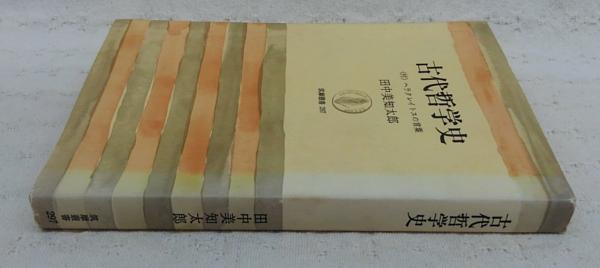 古代哲学史
〈付〉ヘラクレイトスの言葉
田中美知太郎
筑摩叢書 297
古代哲学史
田中美知太郎
筑摩叢書
297